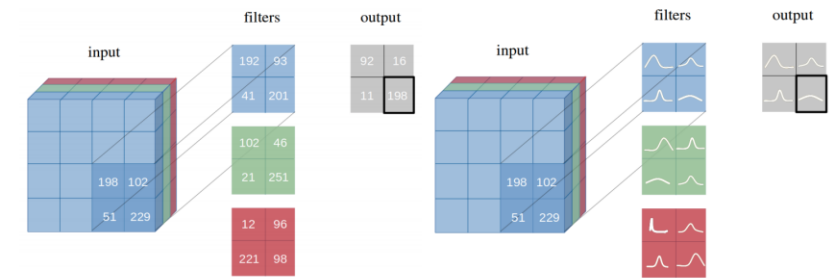 filters
output
input
192 93
41 201
92 16
11 198
102 46
21 251
198 102
51 229
12 96
221 98
filters
output
input
198 102
51 229